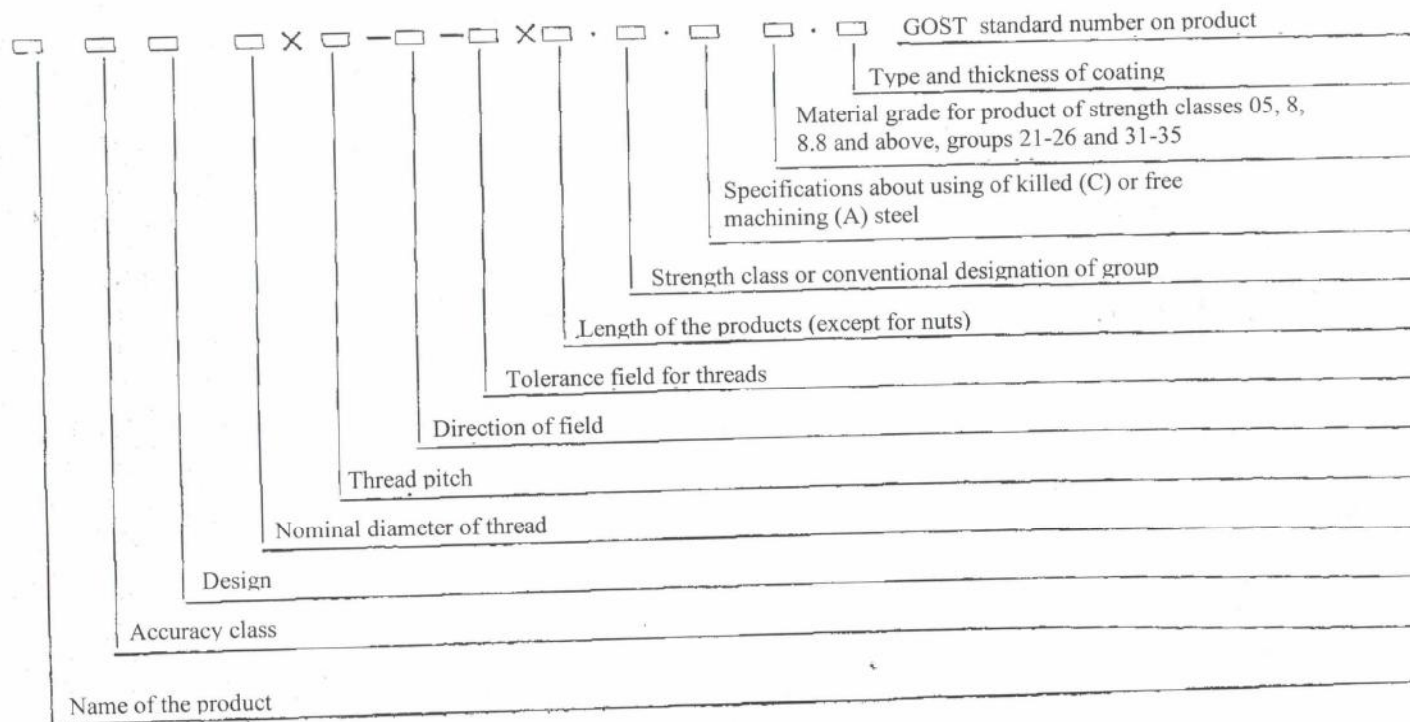 × — — × . . .
GOST standard number on product
Type and thickness of coating
Material grade for product of strength classes 05, 8,
8.8 and above, groups 21-26 and 31-35
Specifications about using of killed (C) or free
machining (A) steel
Strength class or conventional designation of group
Length of the products (except for nuts)
Tolerance field for threads
Direction of field
Thread pitch
Nominal diameter of thread
Design
Accuracy class
Name of the product